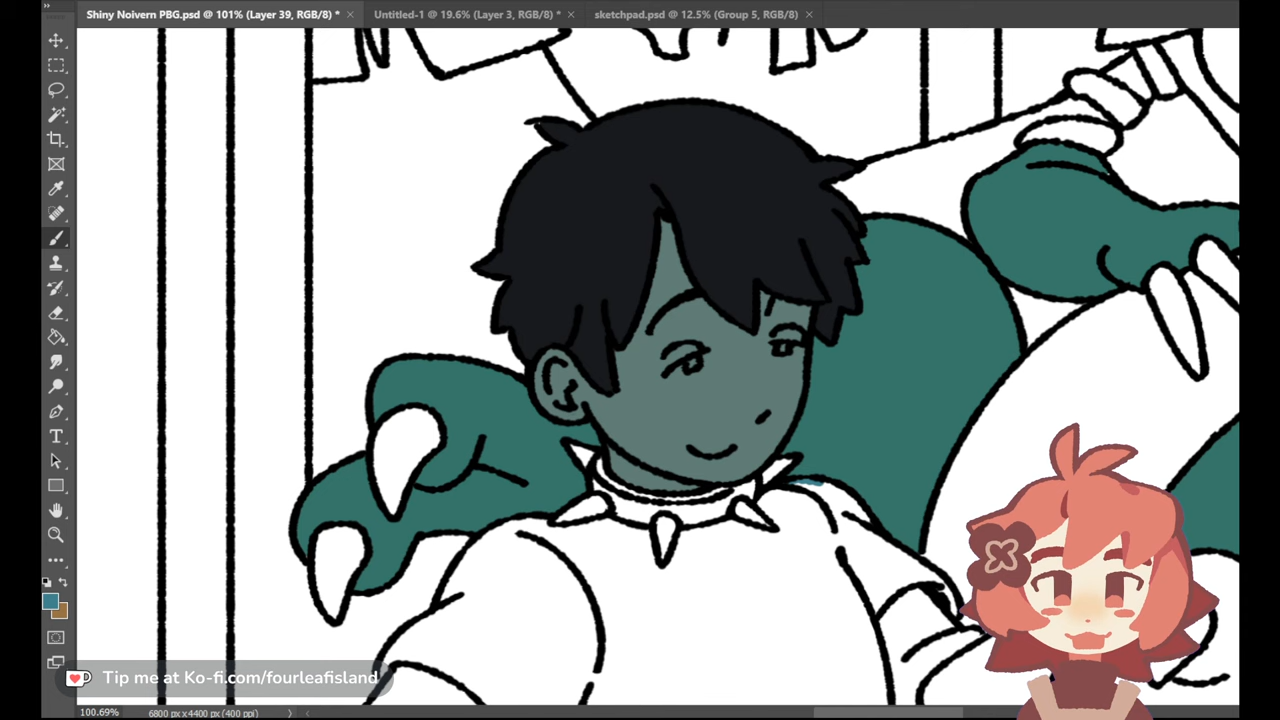 Shiny Noivern PBG.psd @ 101% (Layer 39, RGB/8) *
Untitled-1 @ 19.6% (Layer 3, RGB/8) *
sketchpad.psd @ 12.5% (Group 5, RGB/8)
Tip me at Ko-fi.com/fourleafisland
100.69%
6800 px x 4400 px (400 ppi)